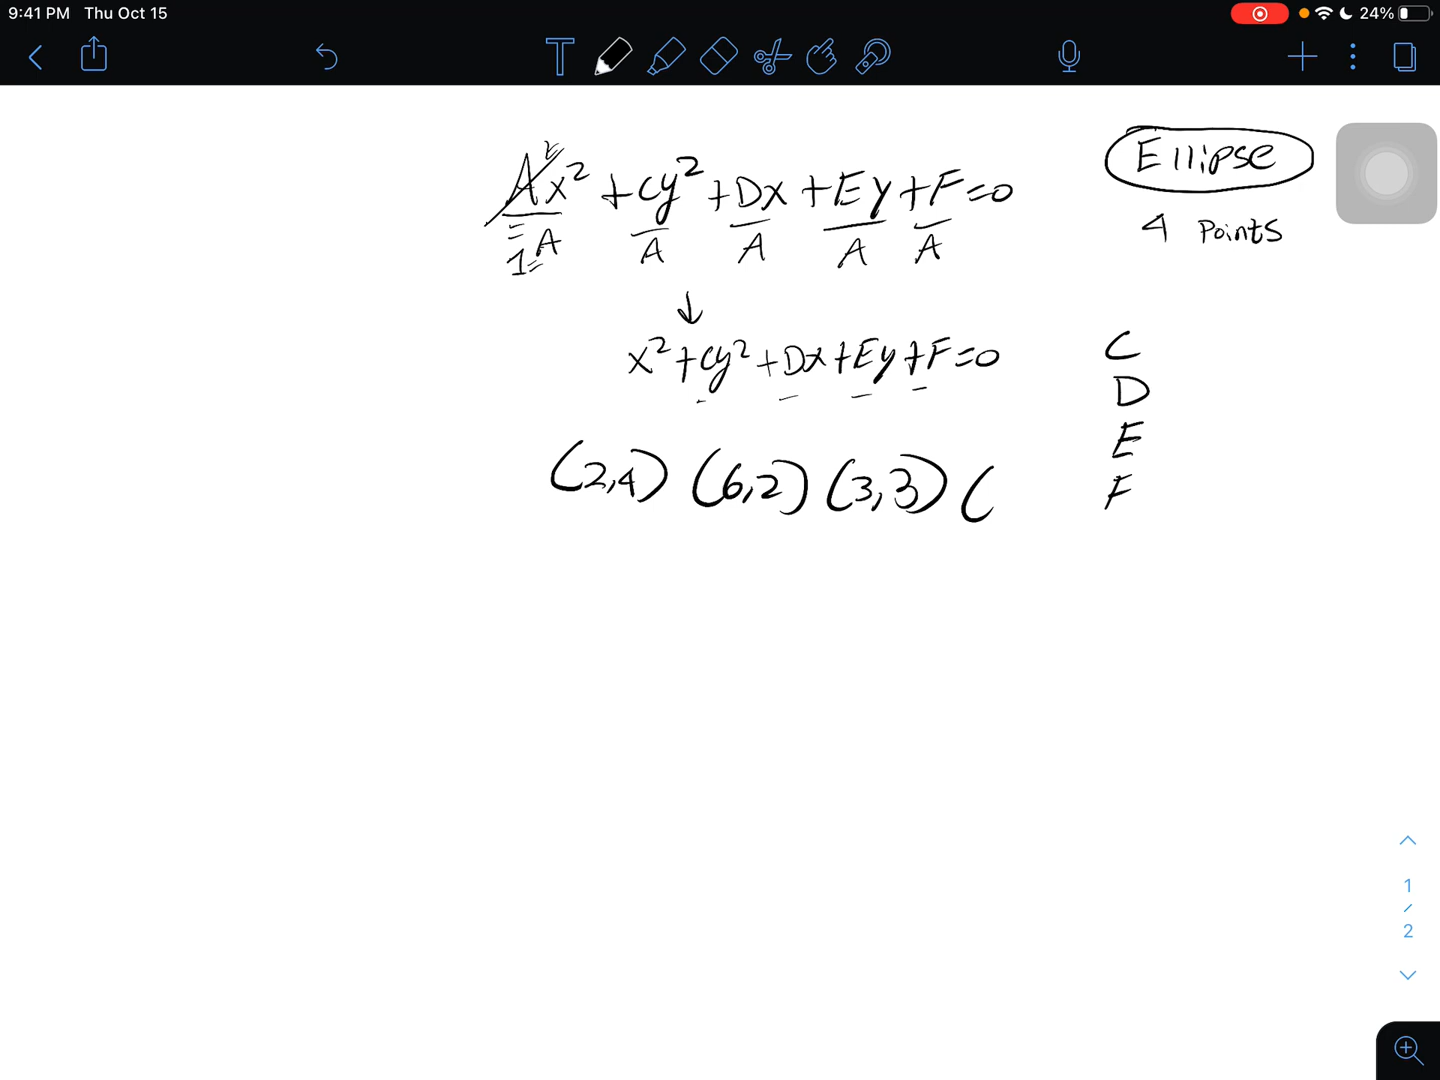 9:41 PM Thu Oct 15 24%
T
Ax² + Cy² + Dx + Ey + F = 0
A A A A A
1=
Ellipse
4 Points
↓
x² + Cy² + Dx + Ey + F = 0
C
D
E
F
(2,4) (6,2) (3,3) (
1
/
2